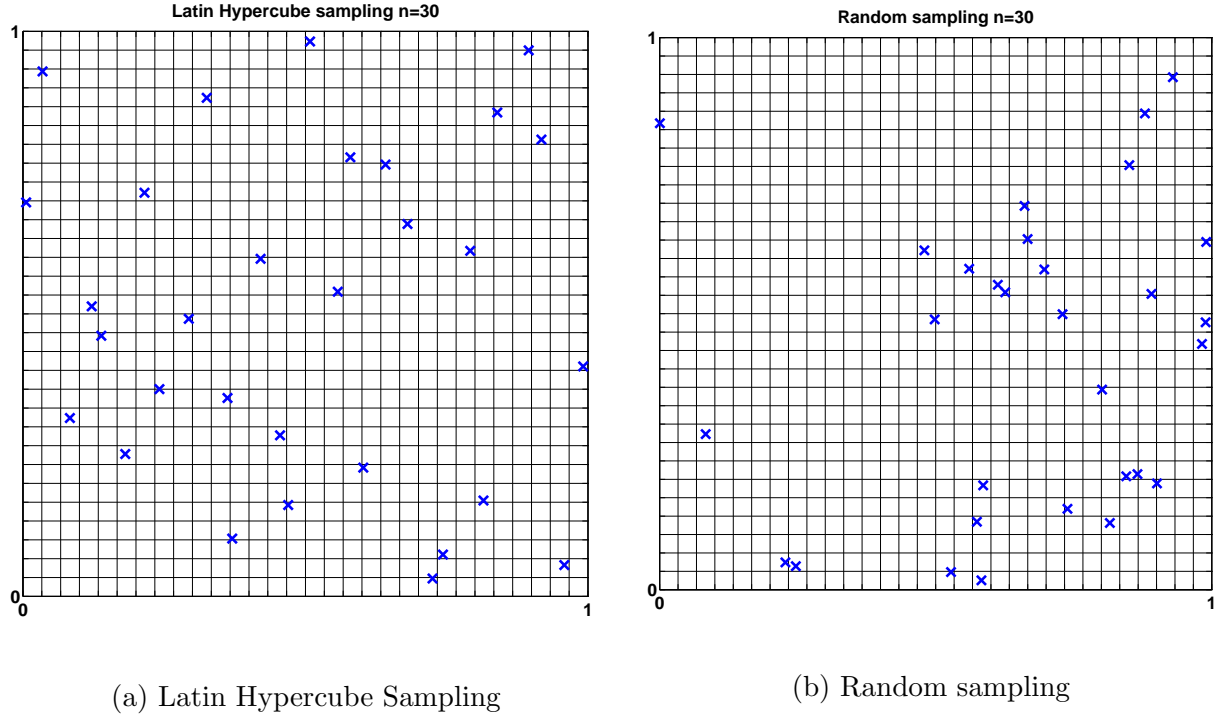 Latin Hypercube sampling n=30
1
0
0
1
(a) Latin Hypercube Sampling
Random sampling n=30
1
0
0
1
(b) Random sampling